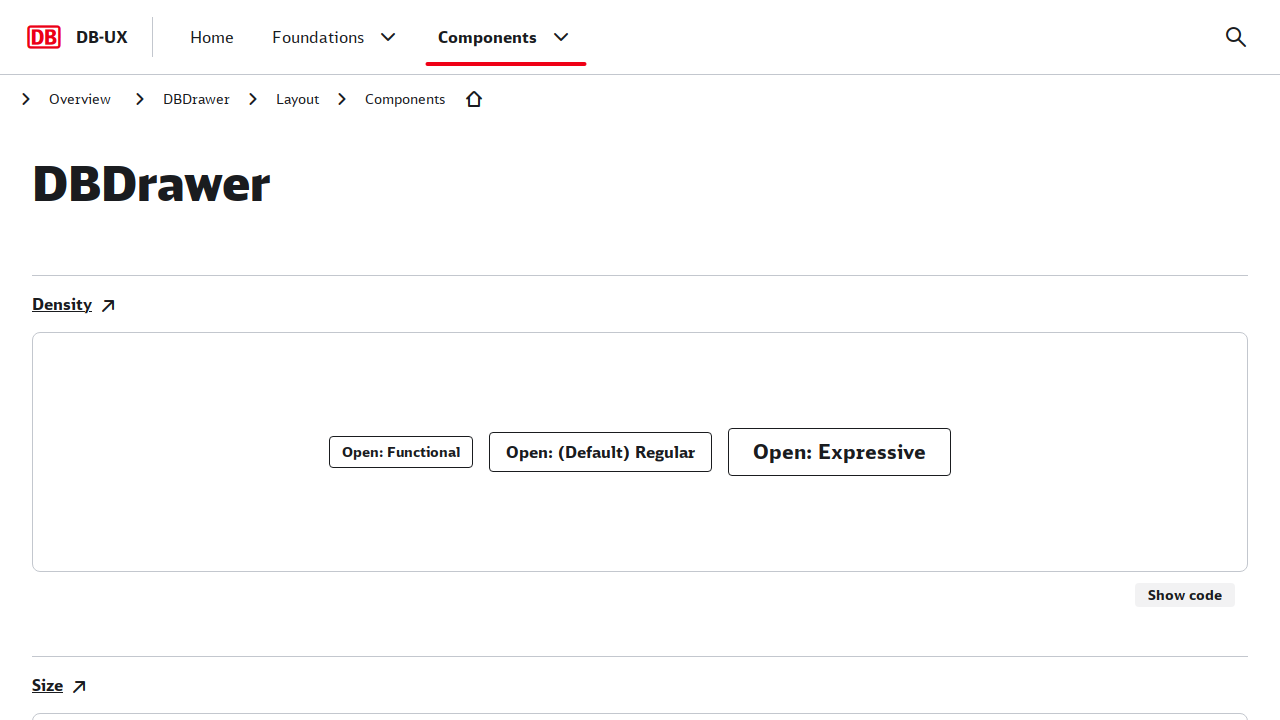 DB DB-UX Home Foundations Components
Overview DBDrawer Layout Components
DBDrawer
Density
Open: Functional Open: (Default) Regular Open: Expressive
Show code
Size